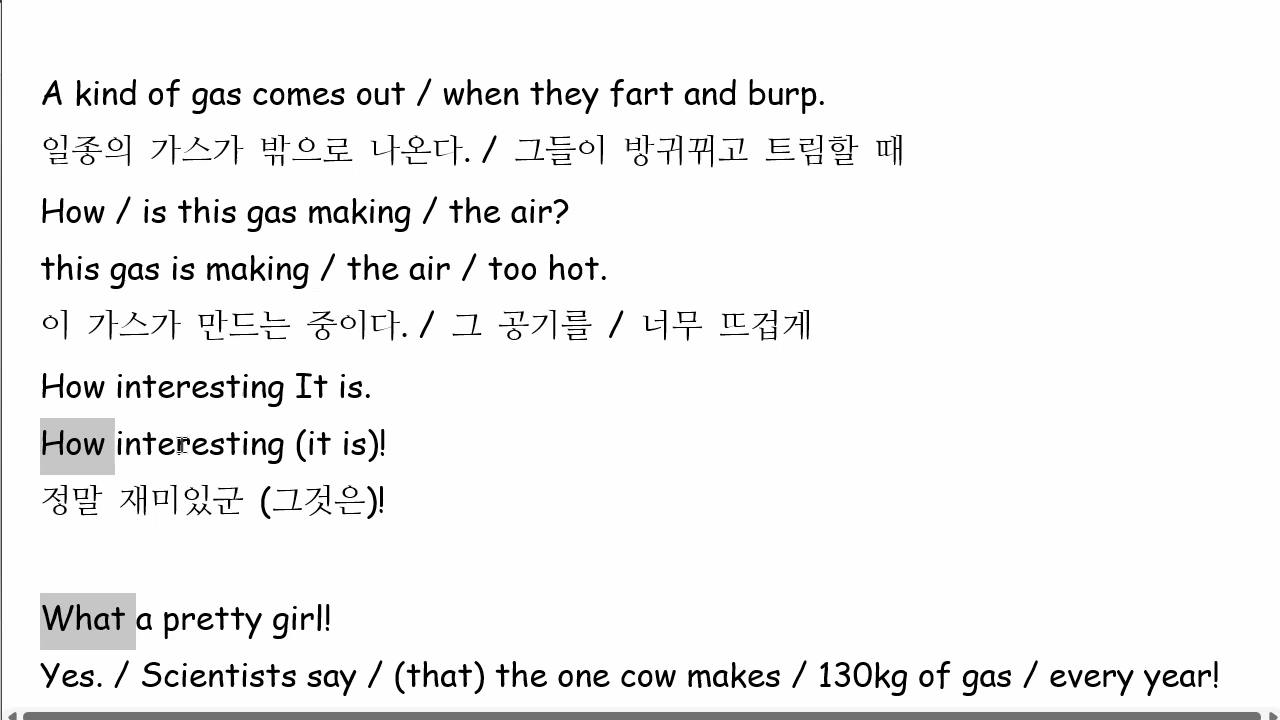 A kind of gas comes out / when they fart and burp.
일종의 가스가 밖으로 나온다. / 그들이 방귀뀌고 트림할 때
How / is this gas making / the air?
this gas is making / the air / too hot.
이 가스가 만드는 중이다. / 그 공기를 / 너무 뜨겁게
How interesting It is.
How interesting (it is)!
정말 재미있군 (그것은)!
What a pretty girl!
Yes. / Scientists say / (that) the one cow makes / 130kg of gas / every year!